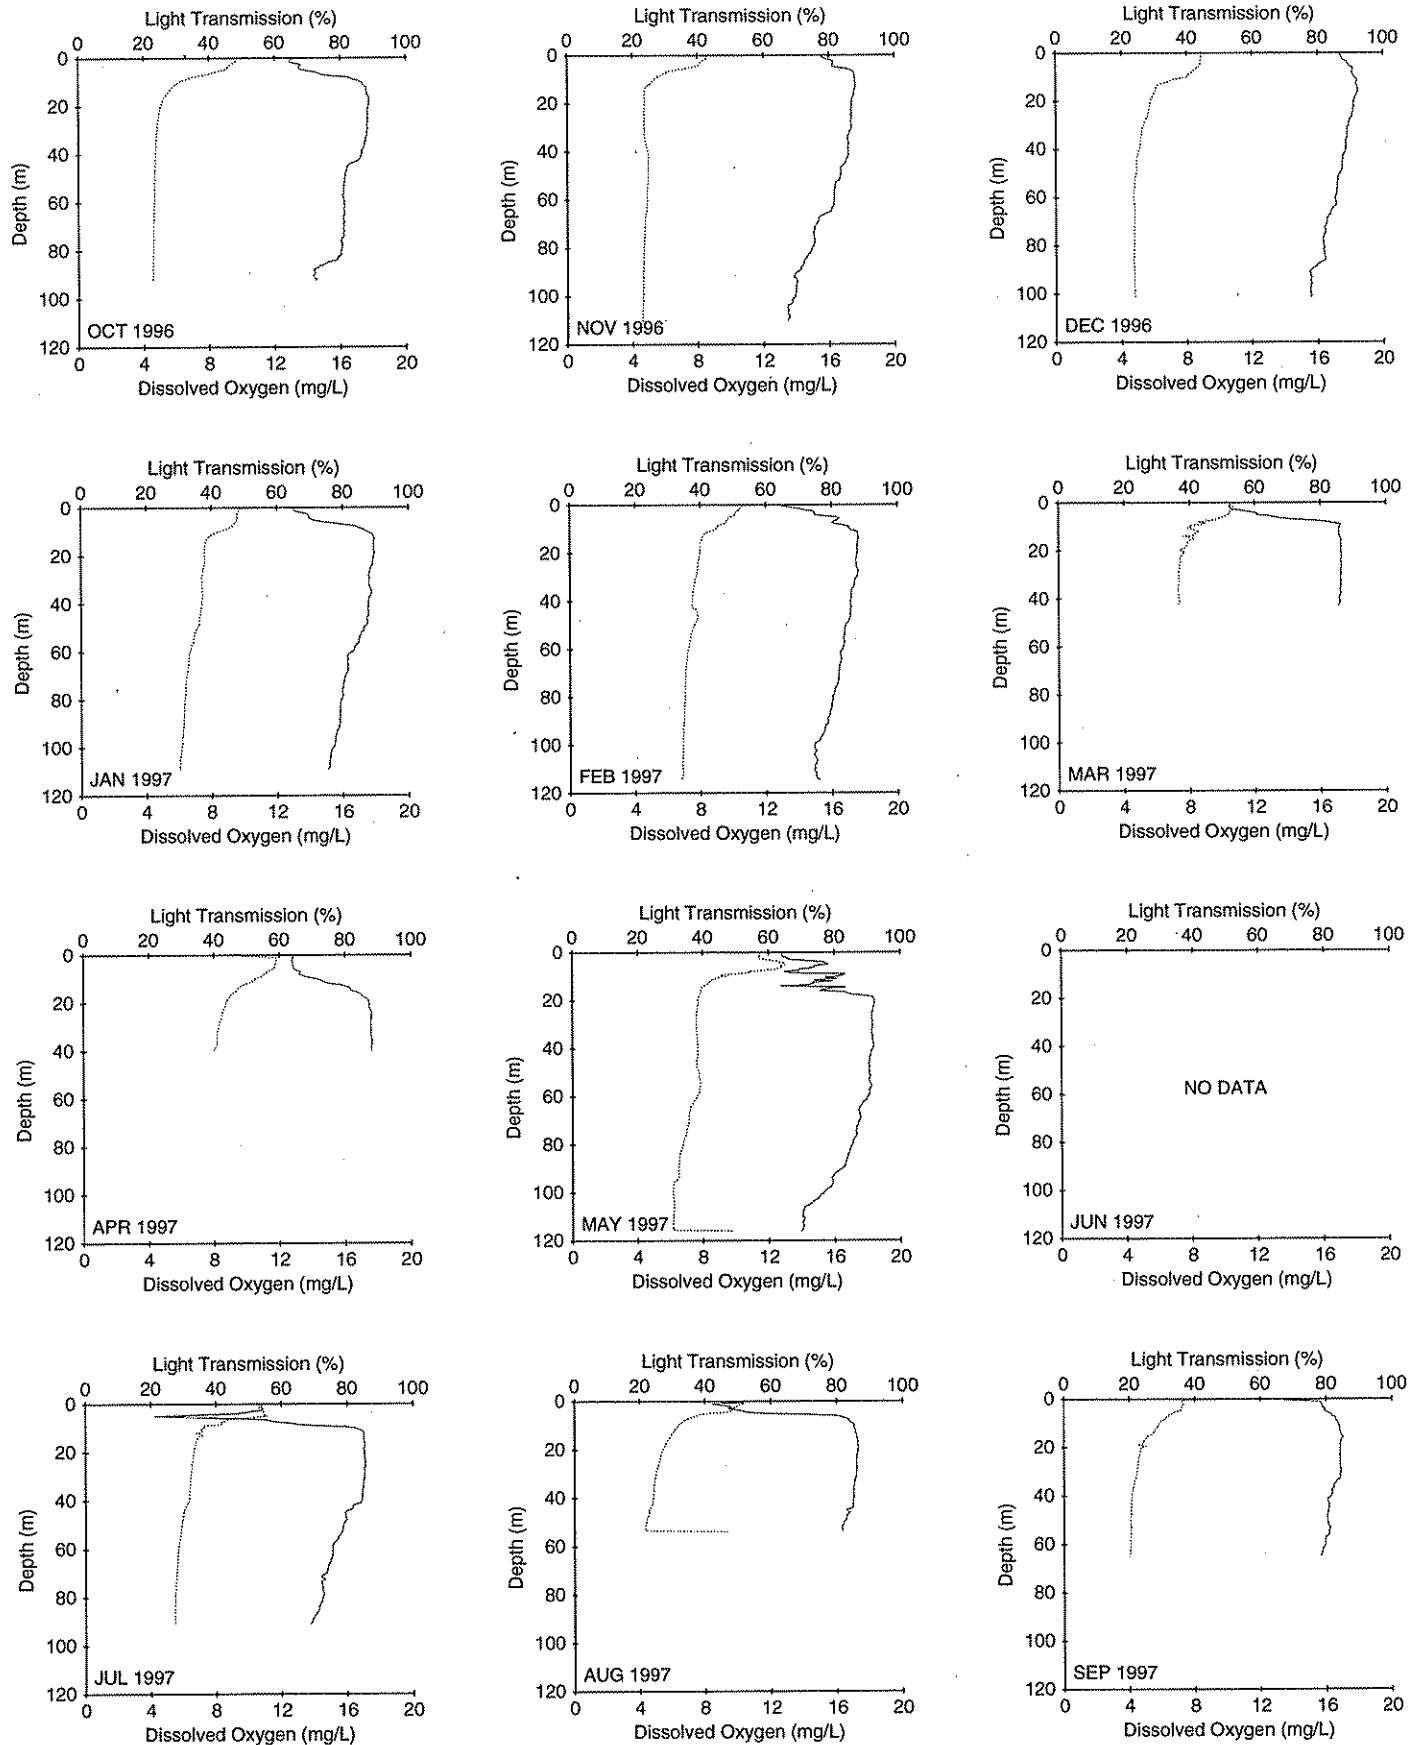 Light Transmission (%)
0 20 40 60 80 100
Depth (m)
0
20
40
60
80
100
120
OCT 1996
0 4 8 12 16 20
Dissolved Oxygen (mg/L)
Light Transmission (%)
0 20 40 60 80 100
Depth (m)
0
20
40
60
80
100
120
NOV 1996
0 4 8 12 16 20
Dissolved Oxygen (mg/L)
Light Transmission (%)
0 20 40 60 80 100
Depth (m)
0
20
40
60
80
100
120
DEC 1996
0 4 8 12 16 20
Dissolved Oxygen (mg/L)
Light Transmission (%)
0 20 40 60 80 100
Depth (m)
0
20
40
60
80
100
120
JAN 1997
0 4 8 12 16 20
Dissolved Oxygen (mg/L)
Light Transmission (%)
0 20 40 60 80 100
Depth (m)
0
20
40
60
80
100
120
FEB 1997
0 4 8 12 16 20
Dissolved Oxygen (mg/L)
Light Transmission (%)
0 20 40 60 80 100
Depth (m)
0
20
40
60
80
100
120
MAR 1997
0 4 8 12 16 20
Dissolved Oxygen (mg/L)
Light Transmission (%)
0 20 40 60 80 100
Depth (m)
0
20
40
60
80
100
120
APR 1997
0 4 8 12 16 20
Dissolved Oxygen (mg/L)
Light Transmission (%)
0 20 40 60 80 100
Depth (m)
0
20
40
60
80
100
120
MAY 1997
0 4 8 12 16 20
Dissolved Oxygen (mg/L)
Light Transmission (%)
0 20 40 60 80 100
Depth (m)
0
20
40
60
80
100
120
NO DATA
JUN 1997
0 4 8 12 16 20
Dissolved Oxygen (mg/L)
Light Transmission (%)
0 20 40 60 80 100
Depth (m)
0
20
40
60
80
100
120
JUL 1997
0 4 8 12 16 20
Dissolved Oxygen (mg/L)
Light Transmission (%)
0 20 40 60 80 100
Depth (m)
0
20
40
60
80
100
120
AUG 1997
0 4 8 12 16 20
Dissolved Oxygen (mg/L)
Light Transmission (%)
0 20 40 60 80 100
Depth (m)
0
20
40
60
80
100
120
SEP 1997
0 4 8 12 16 20
Dissolved Oxygen (mg/L)